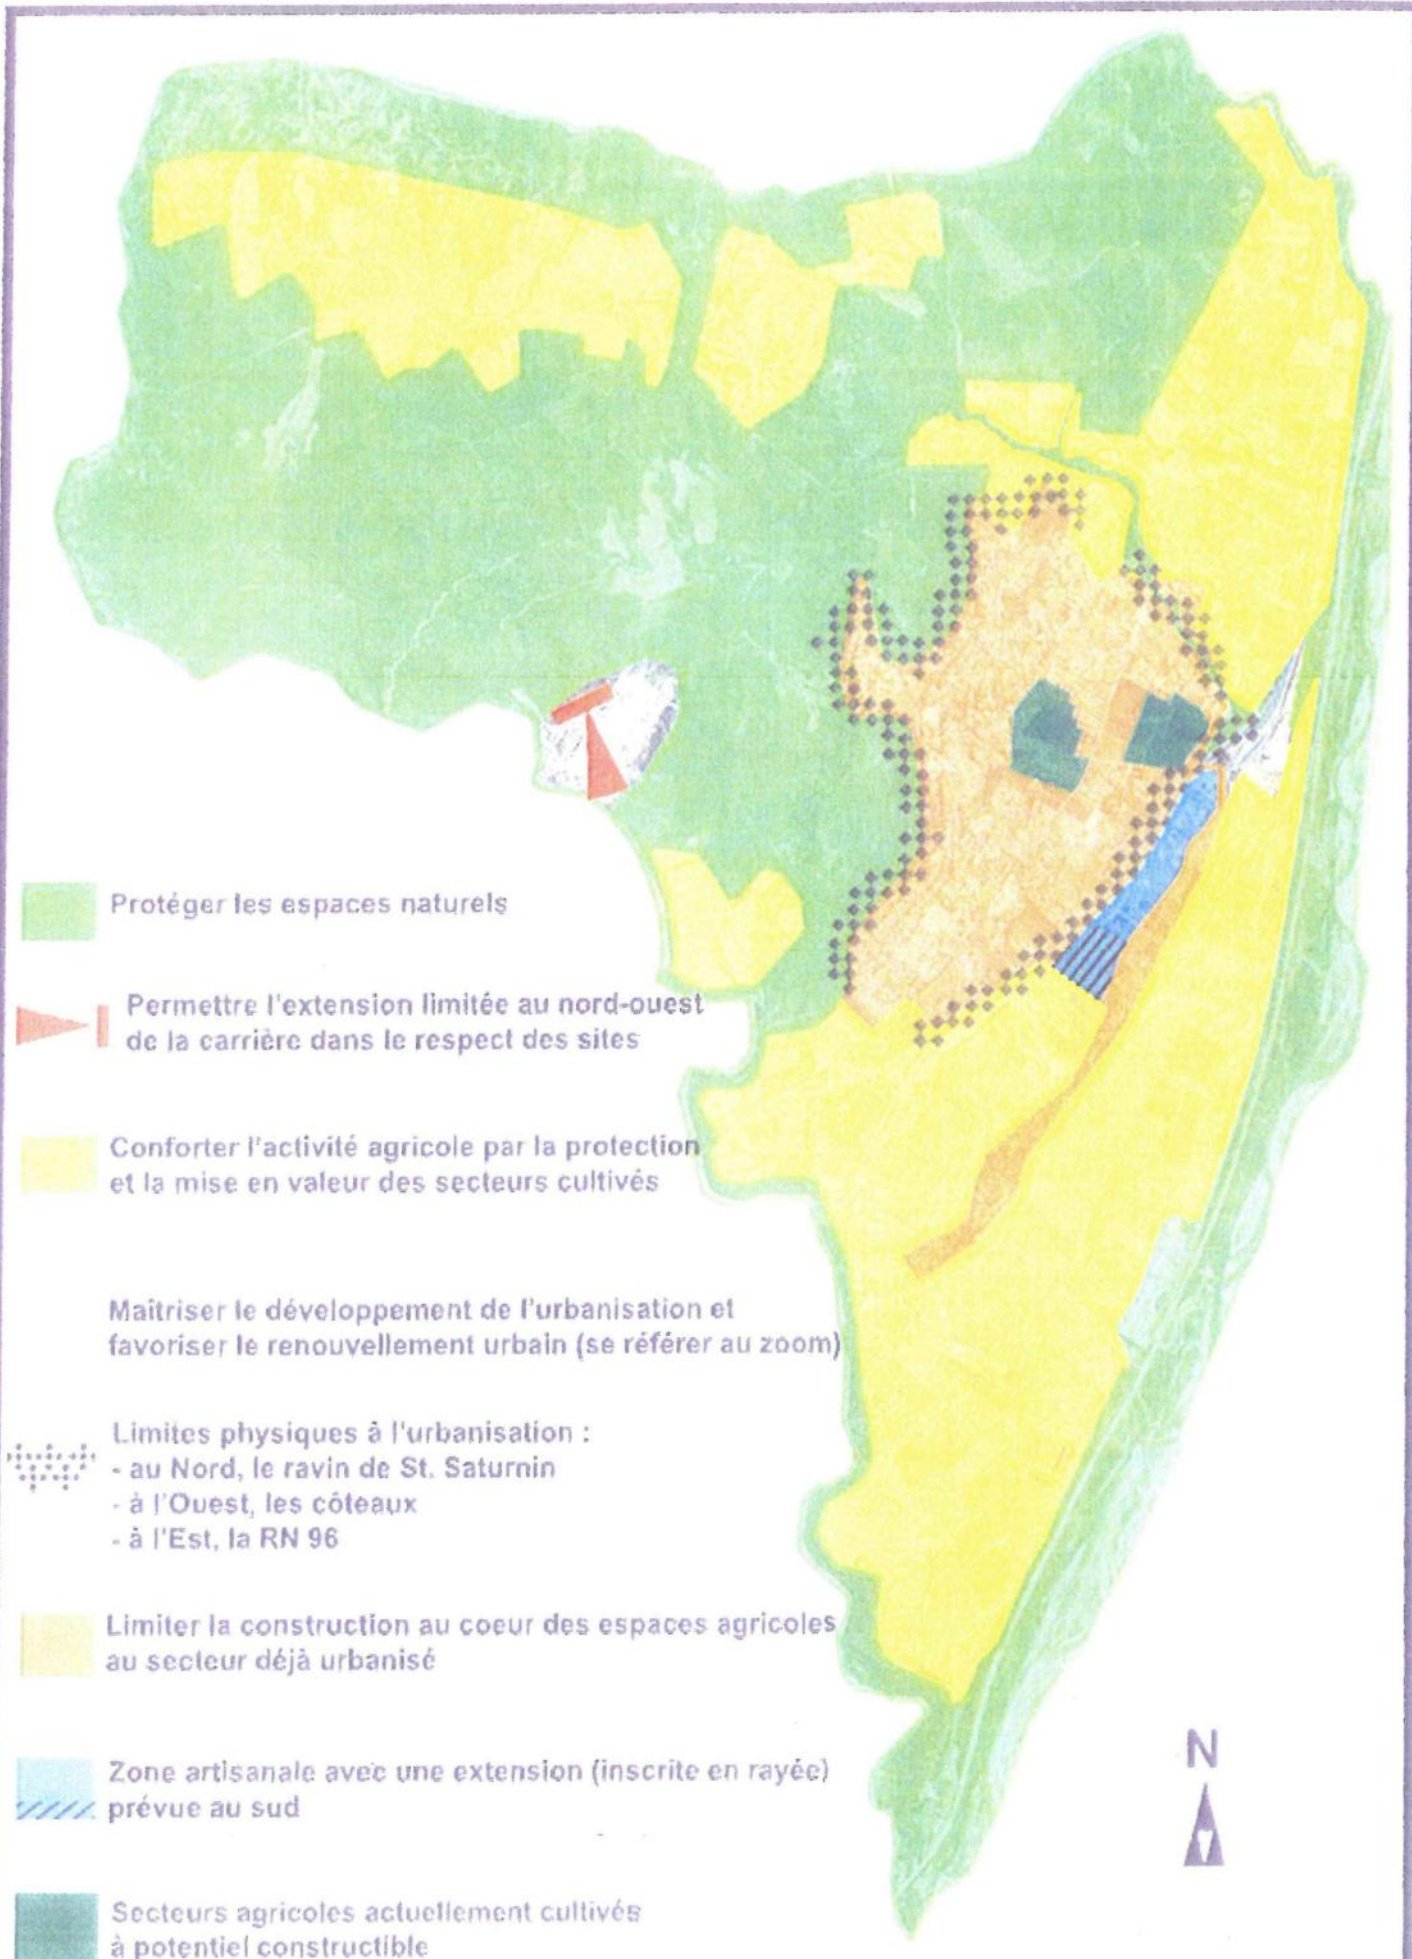 Protéger les espaces naturels
Permettre l'extension limitée au nord-ouest
de la carrière dans le respect des sites
Conforter l'activité agricole par la protection
et la mise en valeur des secteurs cultivés
Maîtriser le développement de l'urbanisation et
favoriser le renouvellement urbain (se référer au zoom)
Limites physiques à l'urbanisation :
- au Nord, le ravin de St. Saturnin
- à l'Ouest, les côteaux
- à l'Est, la RN 96
Limiter la construction au coeur des espaces agricoles
au secteur déjà urbanisé
Zone artisanale avec une extension (inscrite en rayée)
prévue au sud
N
Secteurs agricoles actuellement cultivés
à potentiel constructible